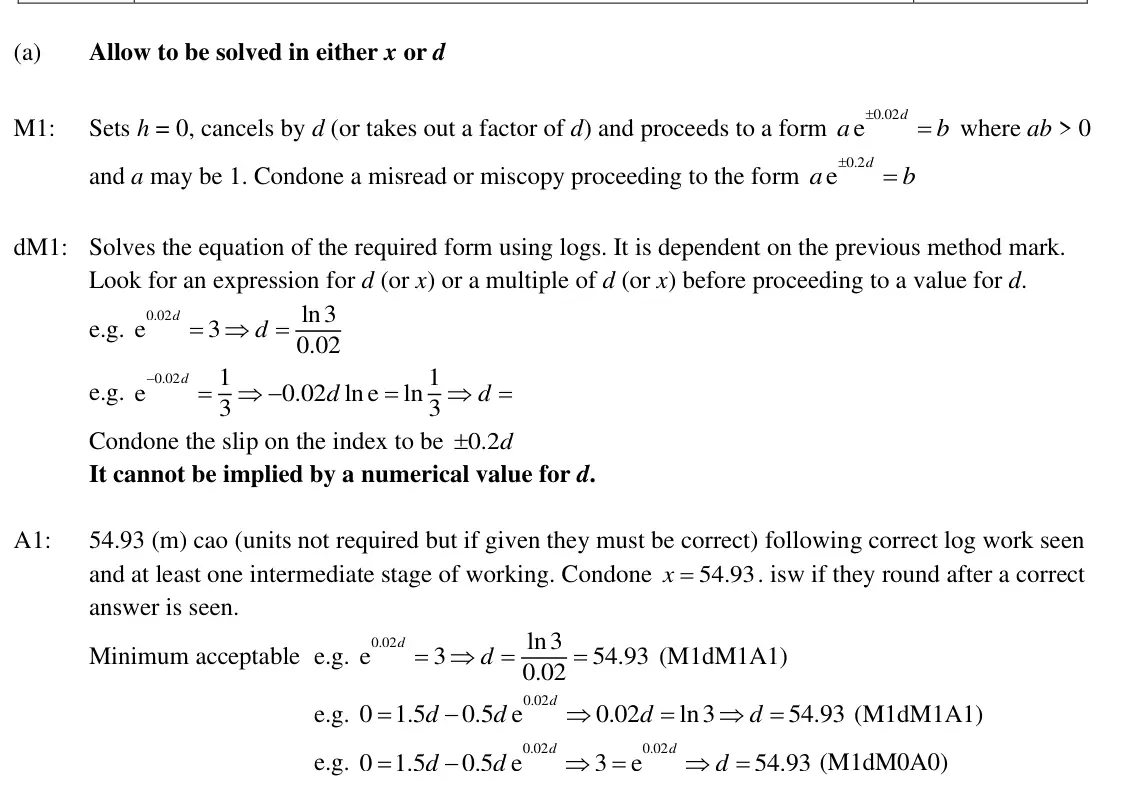 (a) Allow to be solved in either x or d
M1: Sets h = 0, cancels by d (or takes out a factor of d) and proceeds to a form ae^{±0.02d} = b where ab > 0
and a may be 1. Condone a misread or miscopy proceeding to the form ae^{±0.2d} = b
dM1: Solves the equation of the required form using logs. It is dependent on the previous method mark.
Look for an expression for d (or x) or a multiple of d (or x) before proceeding to a value for d.
e.g. e^{0.02d} = 3 ⇒ d = \frac{ln 3}{0.02}
e.g. e^{−0.02d} = \frac{1}{3} ⇒ −0.02d ln e = ln \frac{1}{3} ⇒ d =
Condone the slip on the index to be ±0.2d
It cannot be implied by a numerical value for d.
A1: 54.93 (m) cao (units not required but if given they must be correct) following correct log work seen
and at least one intermediate stage of working. Condone x = 54.93. isw if they round after a correct
answer is seen.
Minimum acceptable e.g. e^{0.02d} = 3 ⇒ d = \frac{ln 3}{0.02} = 54.93 (M1dM1A1)
e.g. 0 = 1.5d − 0.5d e^{0.02d} ⇒ 0.02d = ln 3 ⇒ d = 54.93 (M1dM1A1)
e.g. 0 = 1.5d − 0.5d e^{0.02d} ⇒ 3 = e^{0.02d} ⇒ d = 54.93 (M1dM0A0)